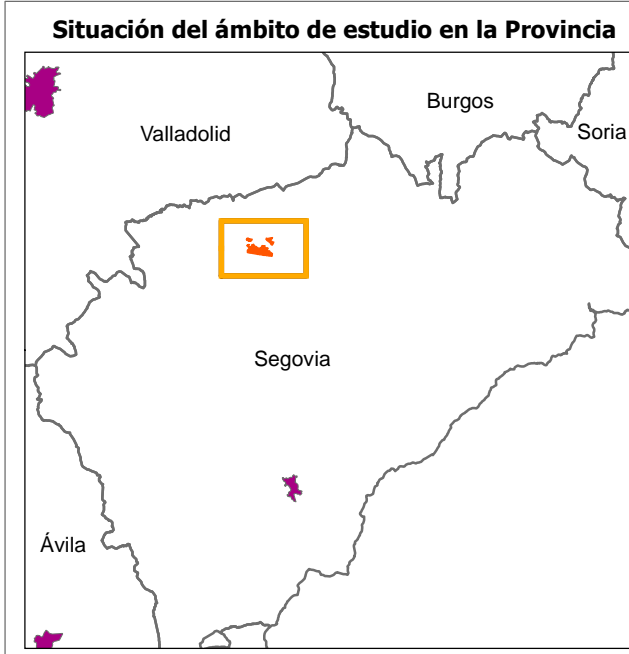 Situación del ámbito de estudio en la Provincia
Burgos
Valladolid
Soria
Segovia
Ávila